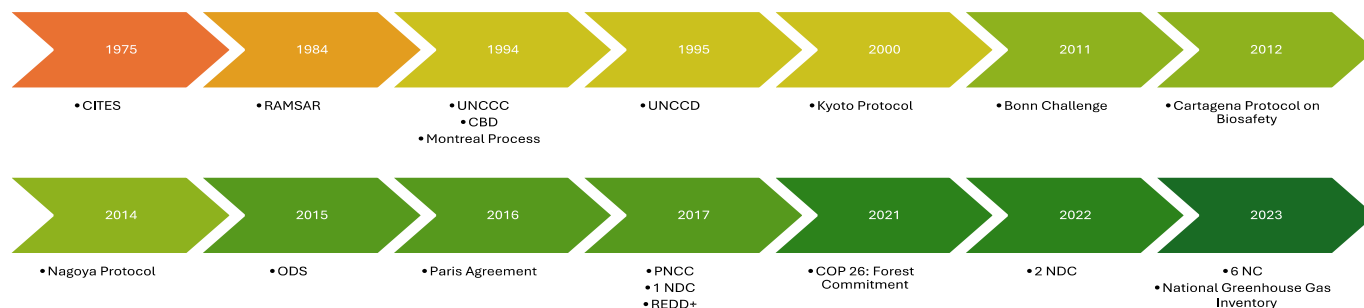 1975
1984
1994
1995
2000
2011
2012
• CITES
• RAMSAR
• UNCCC
• CBD
• Montreal Process
• UNCCD
• Kyoto Protocol
• Bonn Challenge
• Cartagena Protocol on
Biosafety
2014
2015
2016
2017
2021
2022
2023
• Nagoya Protocol
• ODS
• Paris Agreement
• PNCC
• 1 NDC
• REDD+
• COP 26: Forest
Commitment
• 2 NDC
• 6 NC
• National Greenhouse Gas
Inventory